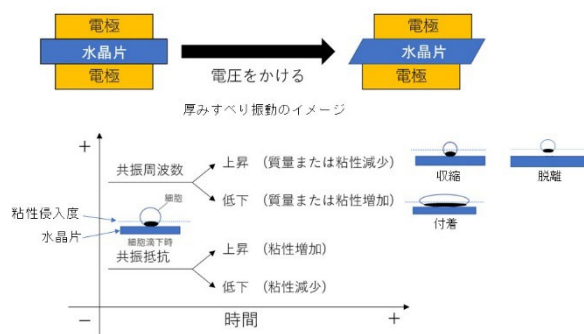 電極
水晶片
電極
電圧をかける
電極
水晶片
電極
厚みすべり振動のイメージ
+
共振周波数
上昇 (質量または粘性減少)
低下 (質量または粘性増加)
収縮
脱離
付着
粘性侵入度
水晶片
細胞
細胞滴下時
共振抵抗
上昇 (粘性増加)
低下 (粘性減少)
−
時間
+